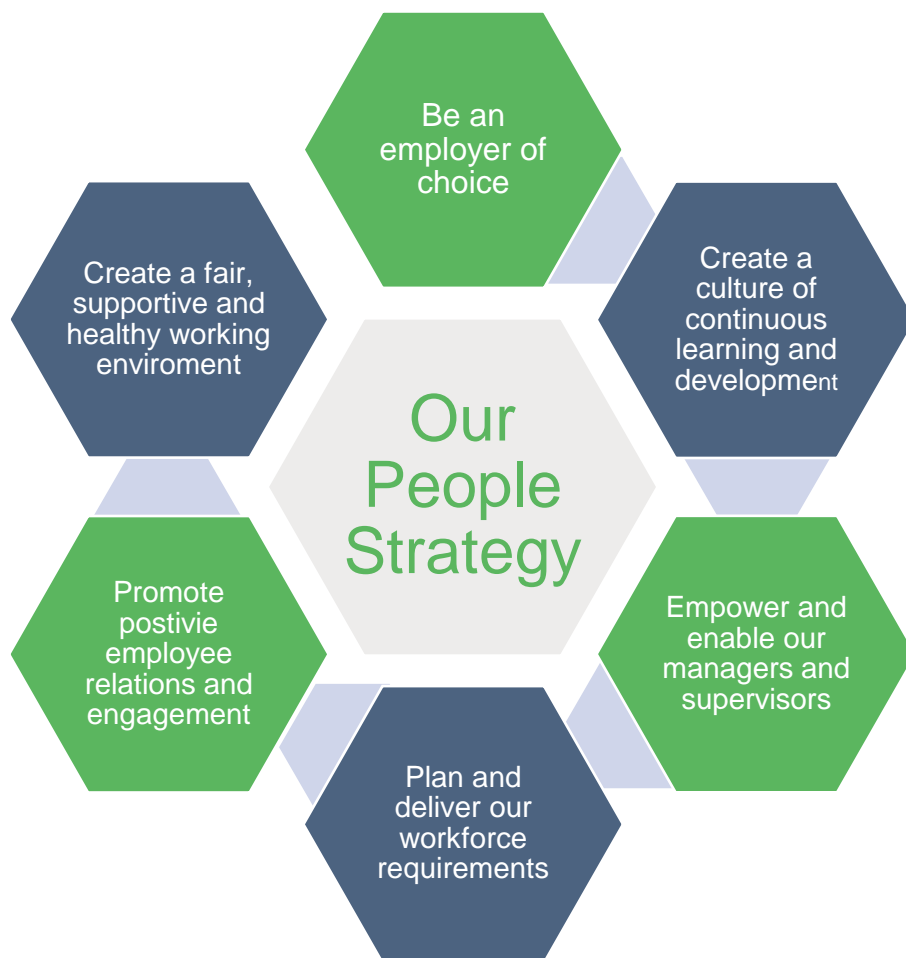 Be an
employer of
choice
Create a
culture of
continuous
learning and
development
Empower and
enable our
managers and
supervisors
Plan and
deliver our
workforce
requirements
Promote
postivie
employee
relations and
engagement
Create a fair,
supportive and
healthy working
enviroment
Our
People
Strategy